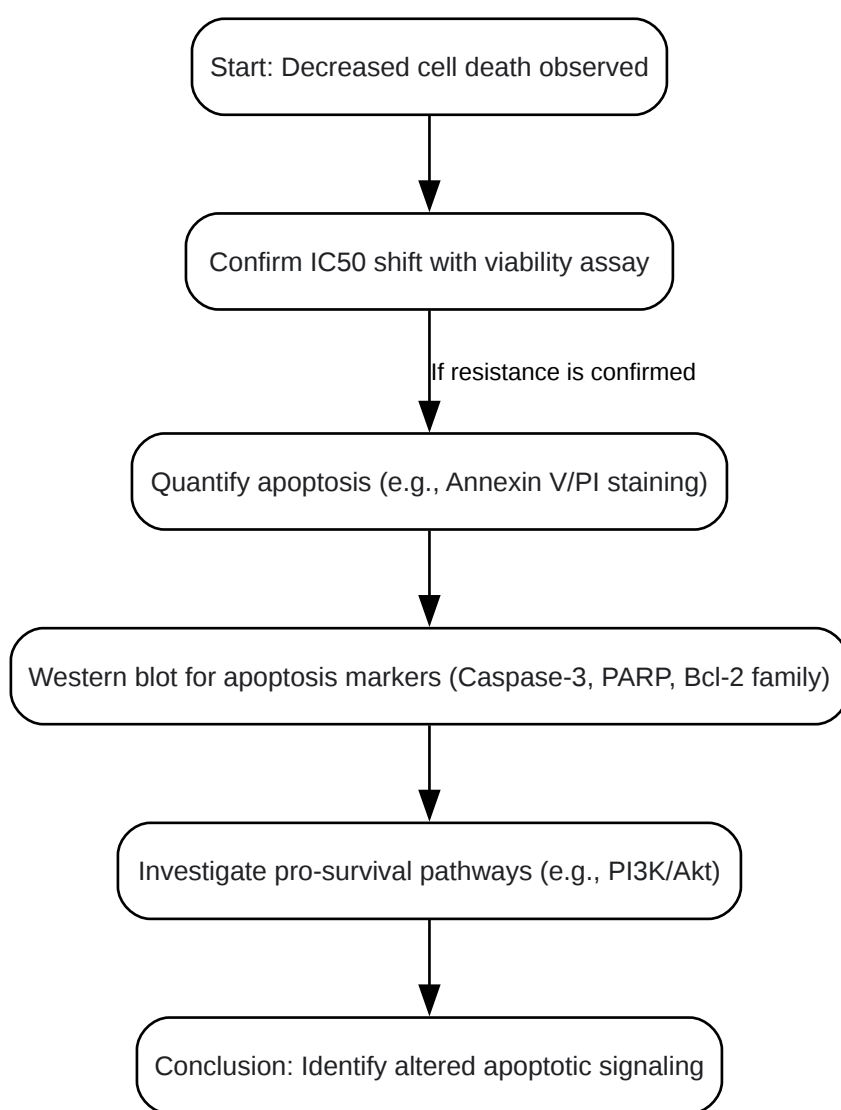 Start: Decreased cell death observed
Confirm IC50 shift with viability assay
If resistance is confirmed
Quantify apoptosis (e.g., Annexin V/PI staining)
Western blot for apoptosis markers (Caspase-3, PARP, Bcl-2 family)
Investigate pro-survival pathways (e.g., PI3K/Akt)
Conclusion: Identify altered apoptotic signaling